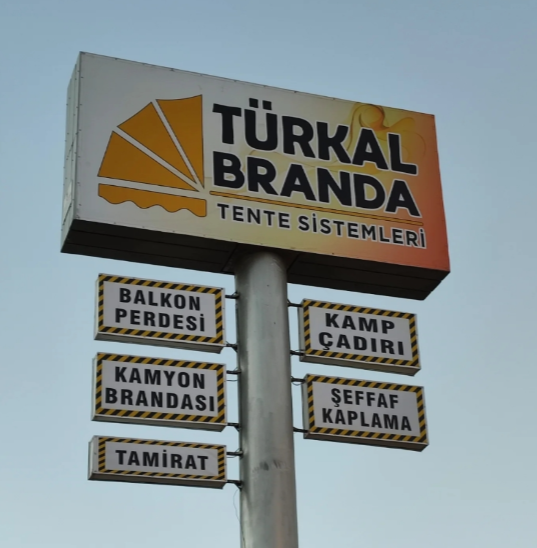 TÜRKAL
BRANDA
TENTE SİSTEMLERİ
BALKON
PERDESİ
KAMYON
BRANDASI
TAMİRAT
KAMP
ÇADIRI
ŞEFFAF
KAPLAMA